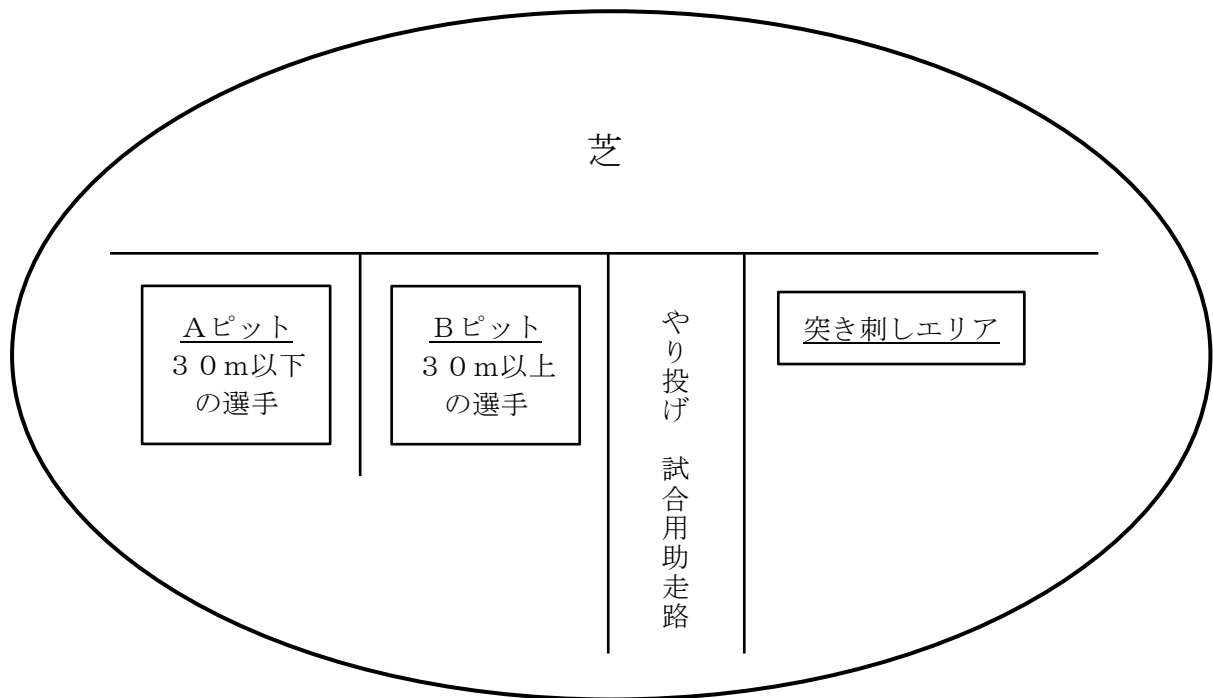 芝
Ａピット
３０ｍ以下
の選手
Ｂピット
３０ｍ以上
の選手
やり投げ　試合用助走路
突き刺しエリア